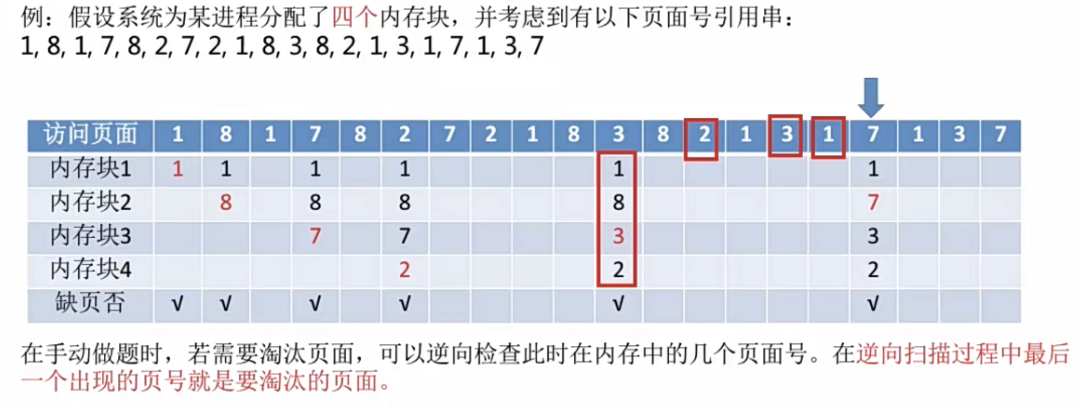 例：假设系统为某进程分配了四个内存块，并考虑到有以下页面号引用串：
1, 8, 1, 7, 8, 2, 7, 2, 1, 8, 3, 8, 2, 1, 3, 1, 7, 1, 3, 7
访问页面 1 8 1 7 8 2 7 2 1 8 3 8 2 1 3 1 7 1 3 7
内存块1 1 1 1 1 1 1
内存块2 8 8 8 8 7
内存块3 7 7 3 3
内存块4 2 2 2
缺页否 √ √ √ √ √ √
在手动做题时，若需要淘汰页面，可以逆向检查此时在内存中的几个页面号。在逆向扫描过程中最后
一个出现的页号就是要淘汰的页面。